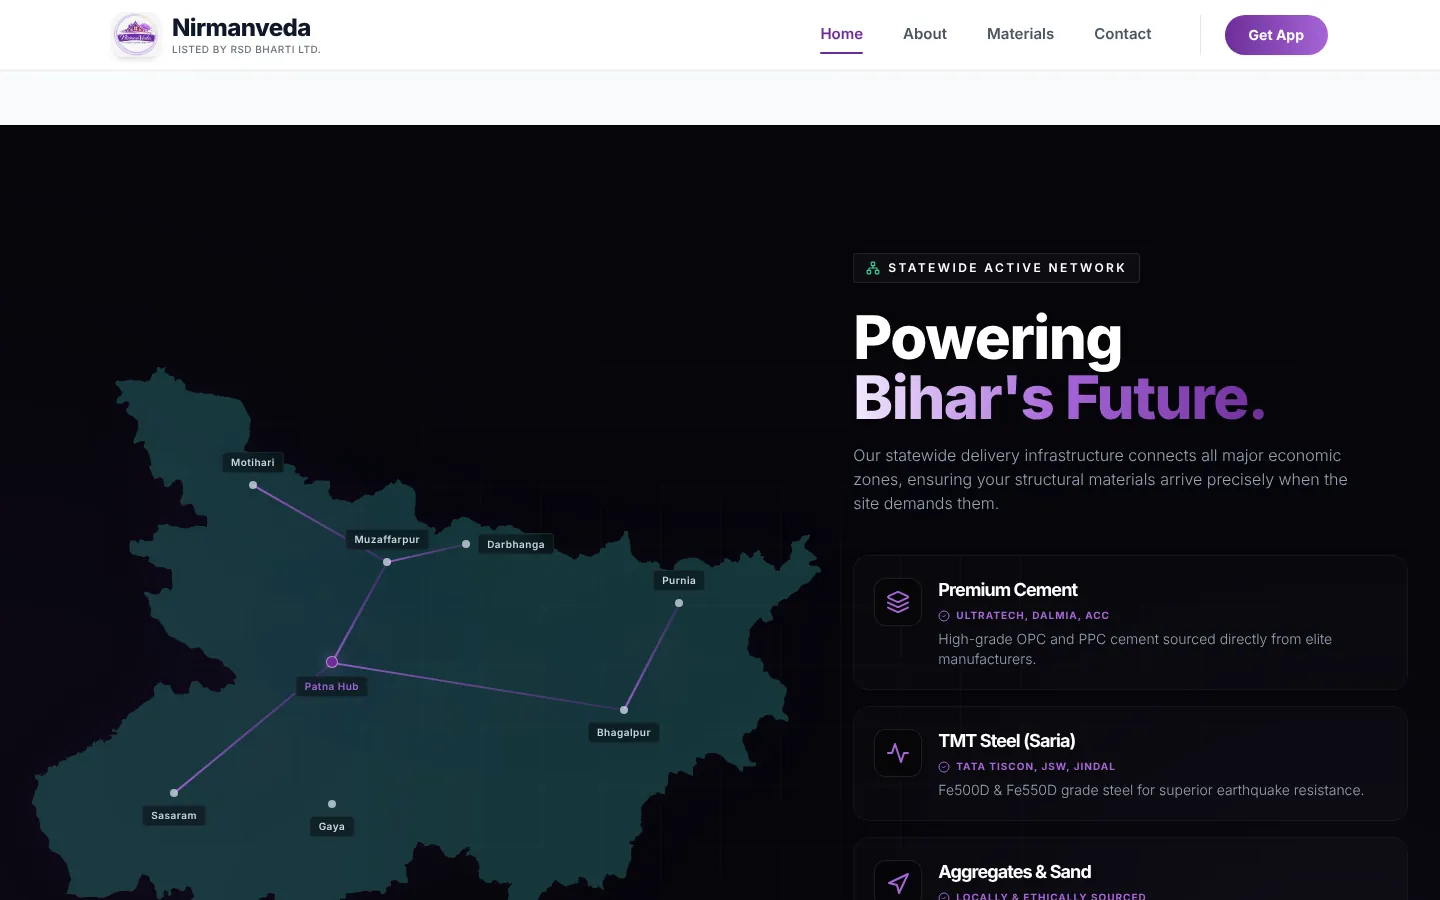 Nirmanveda
LISTED BY RSD BHARTI LTD.
Home
About
Materials
Contact
Get App
STATEWIDE ACTIVE NETWORK
Powering
Bihar's Future.
Our statewide delivery infrastructure connects all major economic
zones, ensuring your structural materials arrive precisely when the
site demands them.
Motihari
Muzaffarpur
Darbhanga
Purnia
Patna Hub
Bhagalpur
Sasaram
Gaya
Premium Cement
ULTRATECH, DALMIA, ACC
High-grade OPC and PPC cement sourced directly from elite
manufacturers.
TMT Steel (Saria)
TATA TISCON, JSW, JINDAL
Fe500D & Fe550D grade steel for superior earthquake resistance.
Aggregates & Sand
LOCALLY & ETHICALLY SOURCED